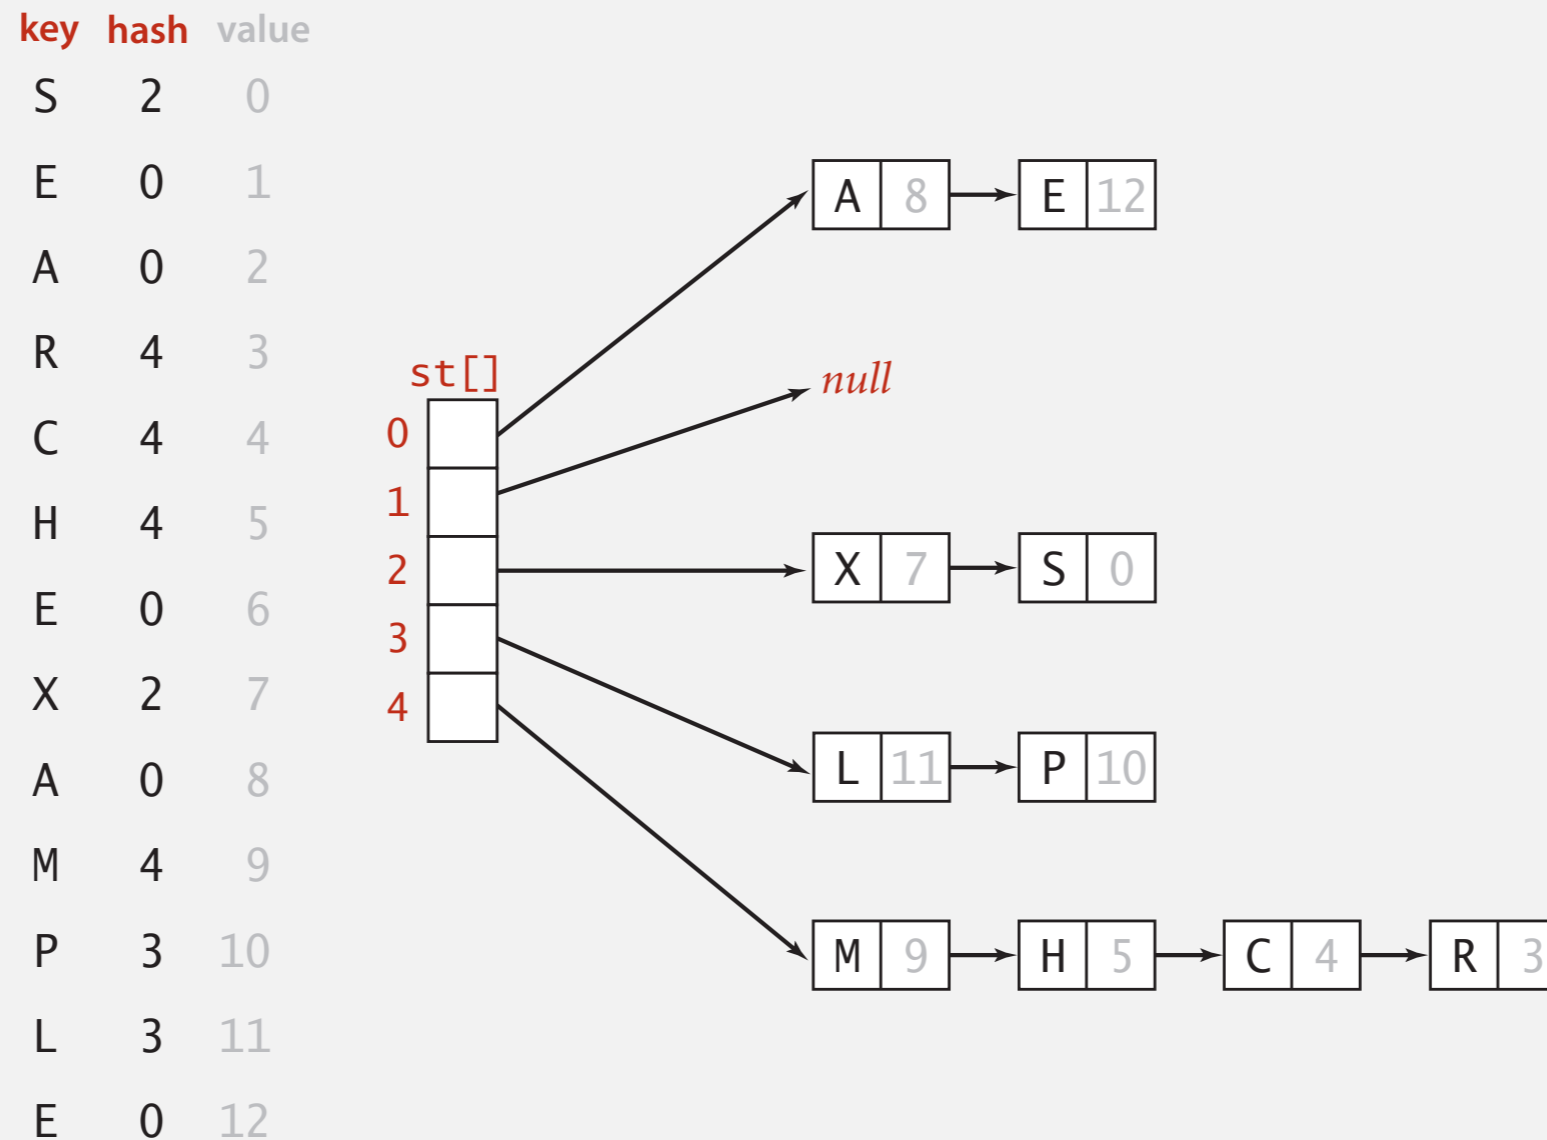 key hash value
S 2 0
E 0 1
A 0 2
R 4 3
C 4 4
H 4 5
E 0 6
X 2 7
A 0 8
M 4 9
P 3 10
L 3 11
E 0 12
st[]
0
1
2
3
4
A 8 E 12
null
X 7 S 0
L 11 P 10
M 9 H 5 C 4 R 3